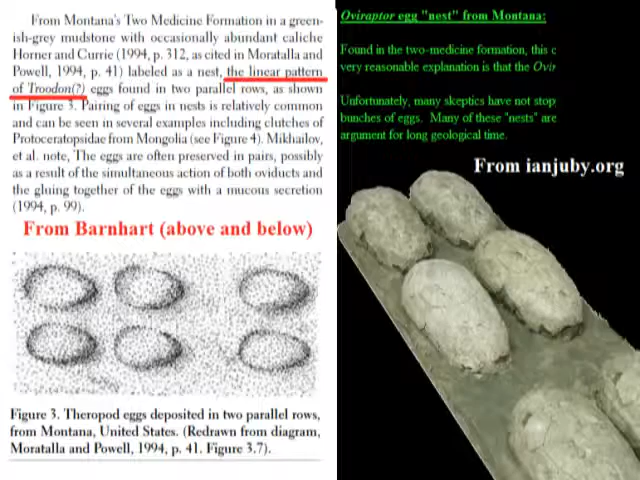 From Montana's Two Medicine Formation in a green-
ish-grey mudstone with occasionally abundant caliche
Horner and Currie (1994, p. 312, as cited in Moratalla and
Powell, 1994, p. 41) labeled as a nest, the linear pattern
of Troodon(?) eggs found in two parallel rows, as shown
in Figure 3. Pairing of eggs in nests is relatively common
and can be seen in several examples including clutches of
Protoceratopsidae from Mongolia (see Figure 4). Mikhailov,
et al. note, The eggs are often preserved in pairs, possibly
as a result of the simultaneous action of both oviducts and
the gluing together of the eggs with a mucous secretion
(1994, p. 99).
From Barnhart (above and below)
Figure 3. Theropod eggs deposited in two parallel rows,
from Montana, United States. (Redrawn from diagram,
Moratalla and Powell, 1994, p. 41. Figure 3.7).
Oviraptor egg "nest" from Montana:
Found in the two-medicine formation, this c
very reasonable explanation is that the Ovir
Unfortunately, many skeptics have not stop
bunches of eggs. Many of these "nests" are
argument for long geological time.
From ianjuby.org